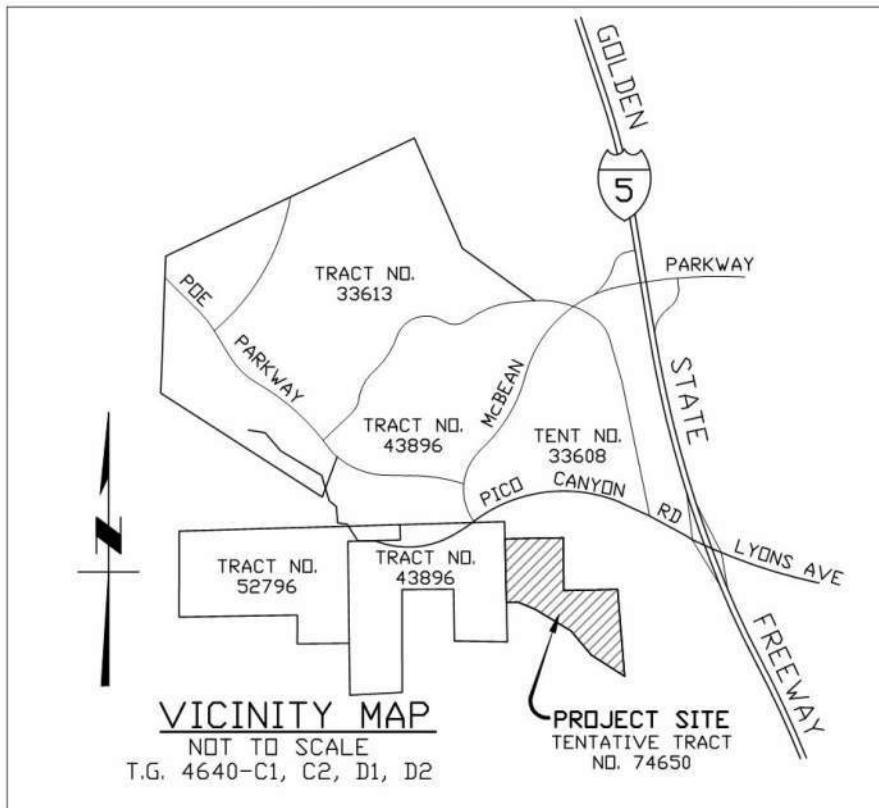 GOLDEN
5
STATE
FREEWAY
PARKWAY
McBEAN
TRACT NO.
33613
POE
PARKWAY
TRACT NO.
43896
TENT NO.
33608
PICO CANYON RD
LYONS AVE
N
TRACT NO.
52796
TRACT NO.
43896
PROJECT SITE
TENTATIVE TRACT
NO. 74650
VICINITY MAP
NOT TO SCALE
T.G. 4640-C1, C2, D1, D2